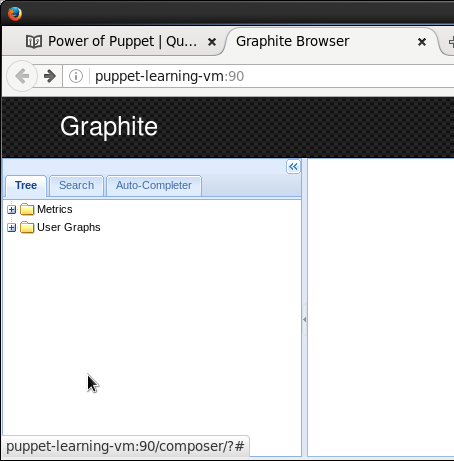 Power of Puppet | Qu...
Graphite Browser
puppet-learning-vm:90
Graphite
Tree
Search
Auto-Completer
Metrics
User Graphs
puppet-learning-vm:90/composer/?#